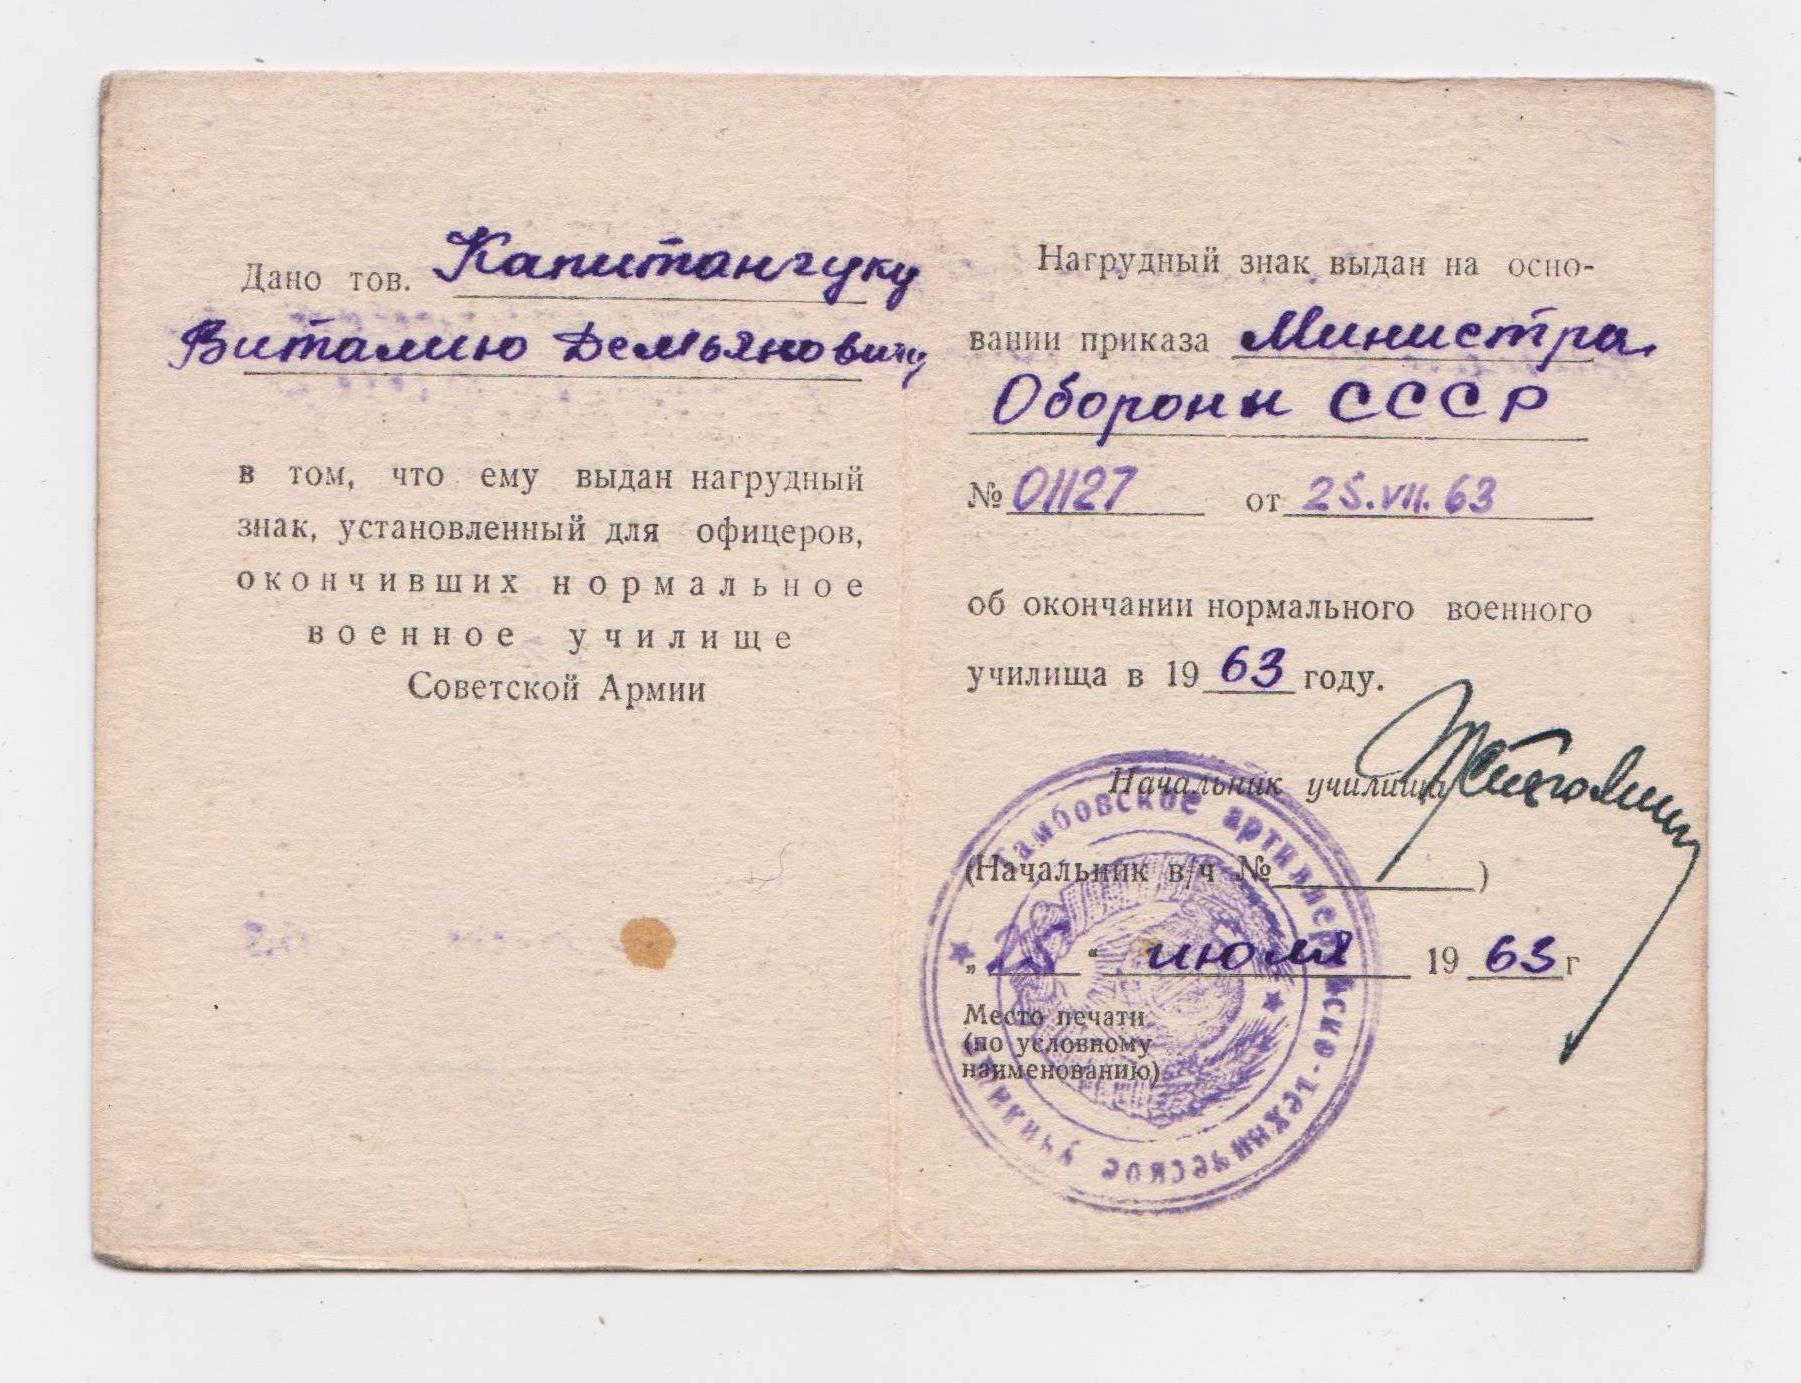 Дано тов. Капитанчуку
Виталию Демьяновичу
в том, что ему выдан нагрудный
знак, установленный для офицеров,
окончивших нормальное
военное училище
Советской Армии
Нагрудный знак выдан на осно-
вании приказа Министра
Обороны СССР
№ 01127 от 25.VII.63
об окончании нормального военного
училища в 1963 году.
Начальник училища
(Начальник в/ч № )
„25“ июля 1963 г
Место печати
(по условному
наименованию)
Тамбовское артиллерийско-техническое училище